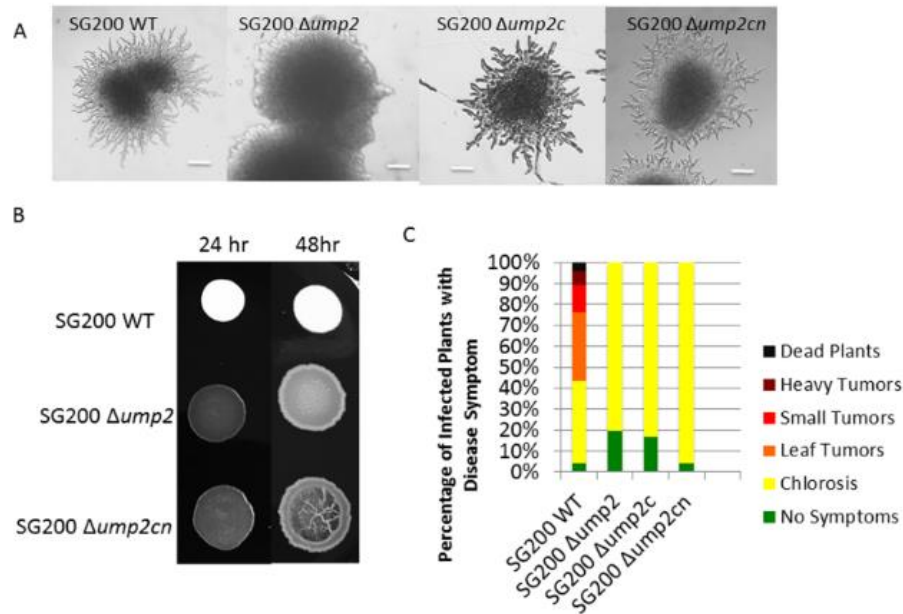 A
SG200 WT
SG200 Δump2
SG200 Δump2c
SG200 Δump2cn
B
24 hr
48hr
SG200 WT
SG200 Δump2
SG200 Δump2cn
C
Percentage of Infected Plants with
Disease Symptom
100%
90%
80%
70%
60%
50%
40%
30%
20%
10%
0%
SG200 WT
SG200 Δump2
SG200 Δump2c
SG200 Δump2cn
Dead Plants
Heavy Tumors
Small Tumors
Leaf Tumors
Chlorosis
No Symptoms